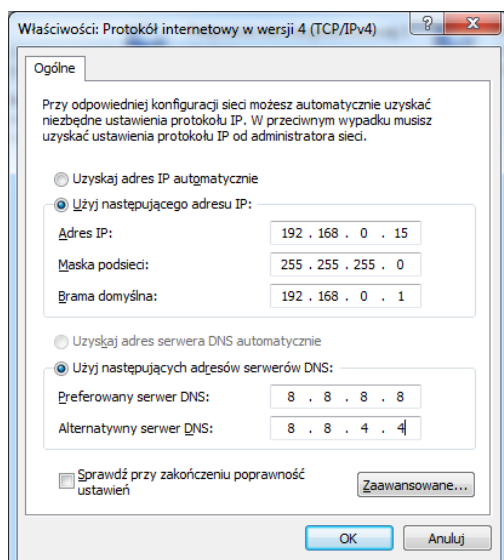 Właściwości: Protokół internetowy w wersji 4 (TCP/IPv4)
Ogólne
Przy odpowiedniej konfiguracji sieci możesz automatycznie uzyskać
niezbędne ustawienia protokołu IP. W przeciwnym wypadku musisz
uzyskać ustawienia protokołu IP od administratora sieci.
Uzyskaj adres IP automatycznie
Użyj następującego adresu IP:
Adres IP: 192 . 168 . 0 . 15
Maska podsieci: 255 . 255 . 255 . 0
Brama domyślna: 192 . 168 . 0 . 1
Uzyskaj adres serwera DNS automatycznie
Użyj następujących adresów serwerów DNS:
Preferowany serwer DNS: 8 . 8 . 8 . 8
Alternatywny serwer DNS: 8 . 8 . 4 . 4
Sprawdź przy zakończeniu poprawność
ustawień
Zaawansowane...
OK Anuluj